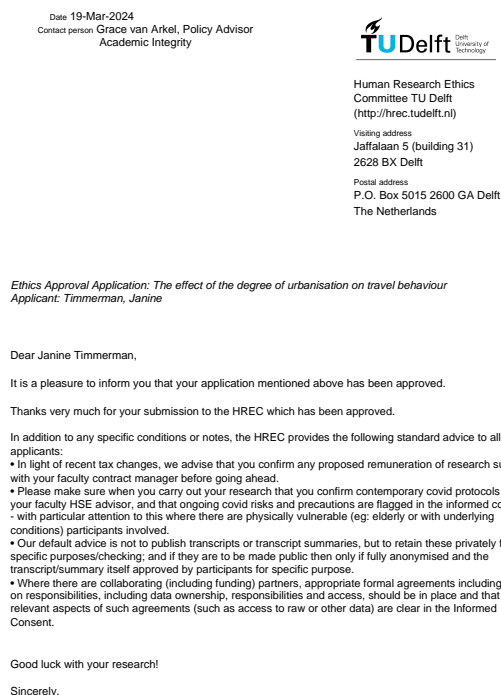 Date 19-Mar-2024
Contact person Grace van Arkel, Policy Advisor
Academic Integrity
TUDelft Delft
University of
Technology
Human Research Ethics
Committee TU Delft
(http://hrec.tudelft.nl)
Visiting address
Jaffalaan 5 (building 31)
2628 BX Delft
Postal address
P.O. Box 5015 2600 GA Delft
The Netherlands
Ethics Approval Application: The effect of the degree of urbanisation on travel behaviour
Applicant: Timmerman, Janine
Dear Janine Timmerman,
It is a pleasure to inform you that your application mentioned above has been approved.
Thanks very much for your submission to the HREC which has been approved.
In addition to any specific conditions or notes, the HREC provides the following standard advice to all
applicants:
• In light of recent tax changes, we advise that you confirm any proposed remuneration of research
with your faculty contract manager before going ahead.
• Please make sure when you carry out your research that you confirm contemporary covid protocols
your faculty HSE advisor, and that ongoing covid risks and precautions are flagged in the informed
- with particular attention to this where there are physically vulnerable (eg: elderly or with underlying
conditions) participants involved.
• Our default advice is not to publish transcripts or transcript summaries, but to retain these privately
specific purposes/checking; and if they are to be made public then only if fully anonymised and the
transcript/summary itself approved by participants for specific purpose.
• Where there are collaborating (including funding) partners, appropriate formal agreements including
on responsibilities, including data ownership, responsibilities and access, should be in place and that
relevant aspects of such agreements (such as access to raw or other data) are clear in the Informed
Consent.
Good luck with your research!
Sincerely,